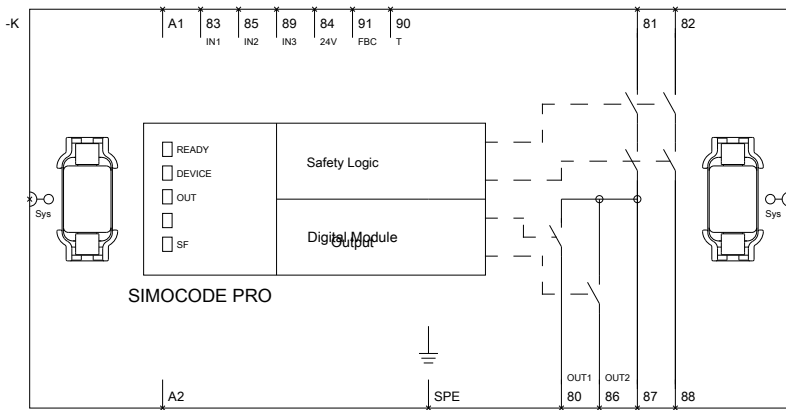 -K A1 83 85 89 84 91 90 81 82
IN1 IN2 IN3 24V FBC T
READY
Safety Logic
DEVICE
OUT
Sys Sys
Digital Module
Output
SF
SIMOCODE PRO
OUT1 OUT2
A2 SPE 80 86 87 88